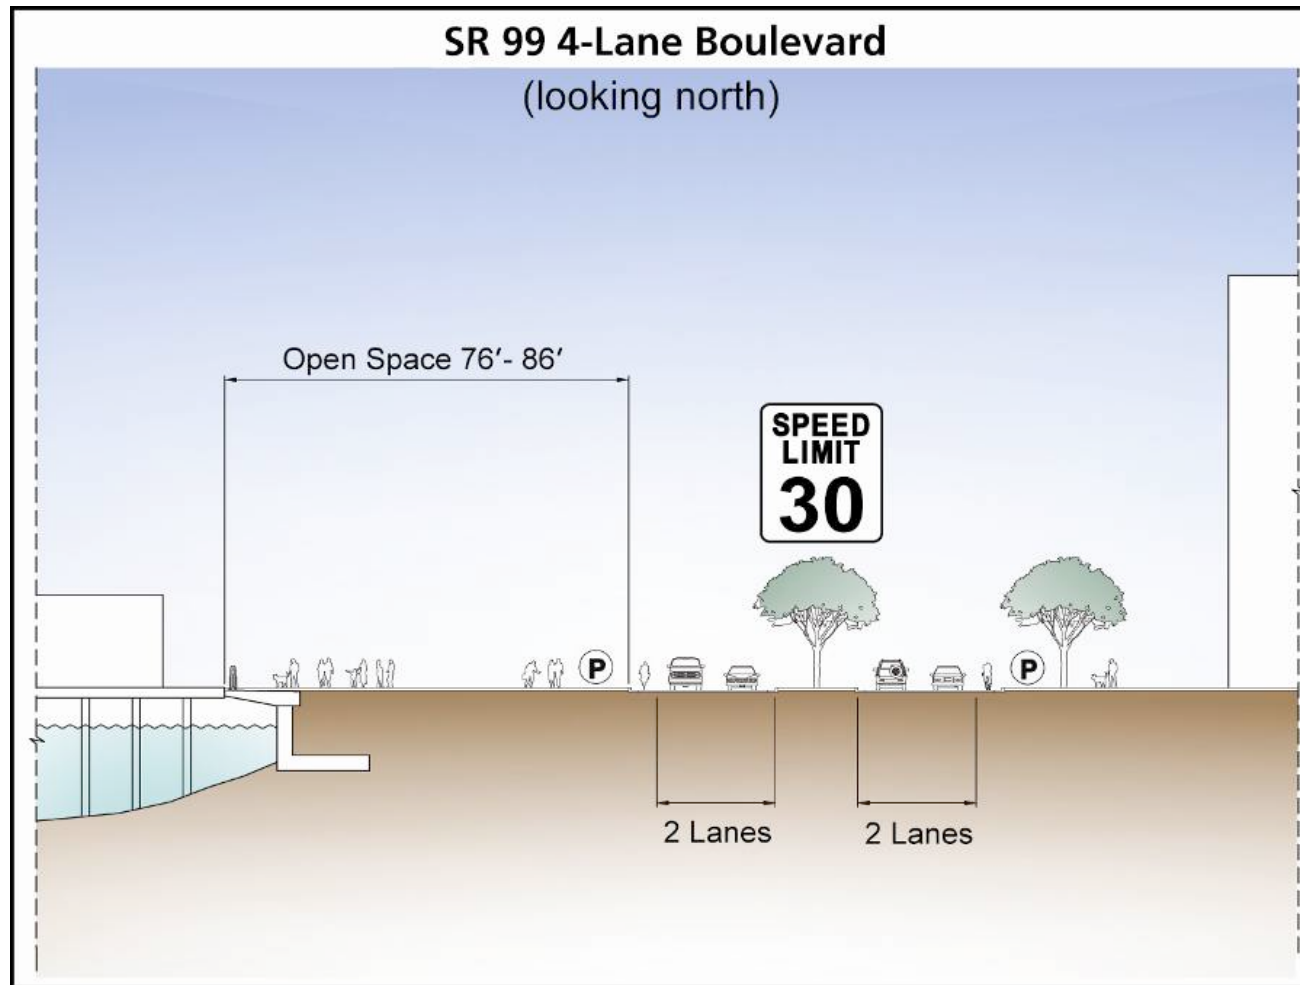 SR 99 4-Lane Boulevard
(looking north)
Open Space 76′- 86′
SPEED
LIMIT
30
P
P
2 Lanes
2 Lanes